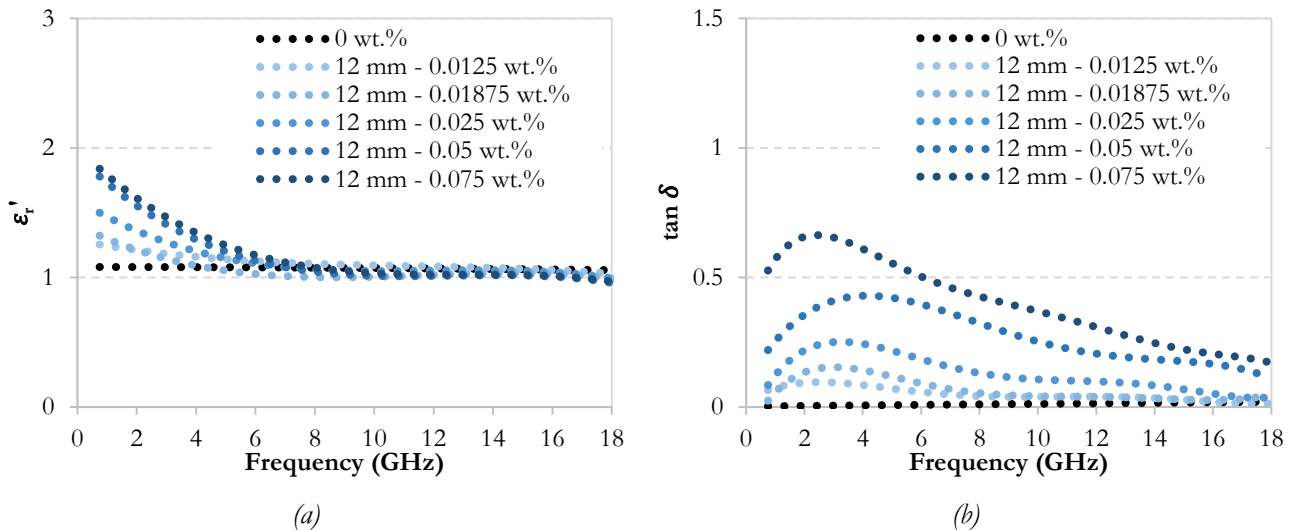 3
2
1
0
εr'
0 wt.%
12 mm - 0.0125 wt.%
12 mm - 0.01875 wt.%
12 mm - 0.025 wt.%
12 mm - 0.05 wt.%
12 mm - 0.075 wt.%
0 2 4 6 8 10 12 14 16 18
Frequency (GHz)
(a)
1.5
1
0.5
0
tan δ
0 wt.%
12 mm - 0.0125 wt.%
12 mm - 0.01875 wt.%
12 mm - 0.025 wt.%
12 mm - 0.05 wt.%
12 mm - 0.075 wt.%
0 2 4 6 8 10 12 14 16 18
Frequency (GHz)
(b)